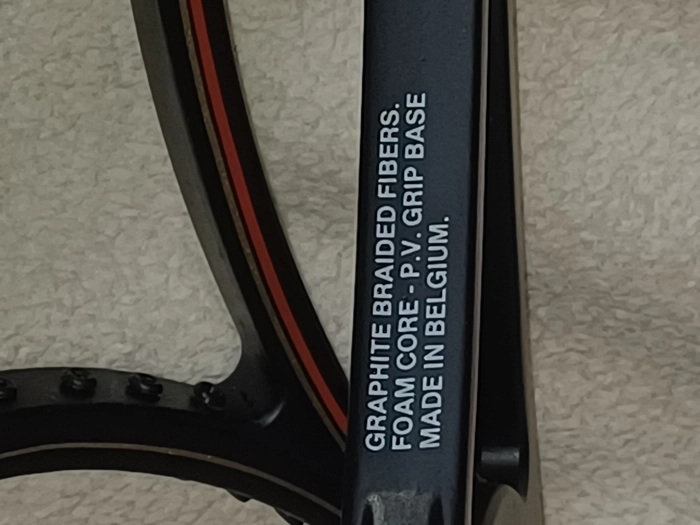 GRAPHITE BRAIDED FIBERS.
FOAM CORE - P.V. GRIP BASE
MADE IN BELGIUM.